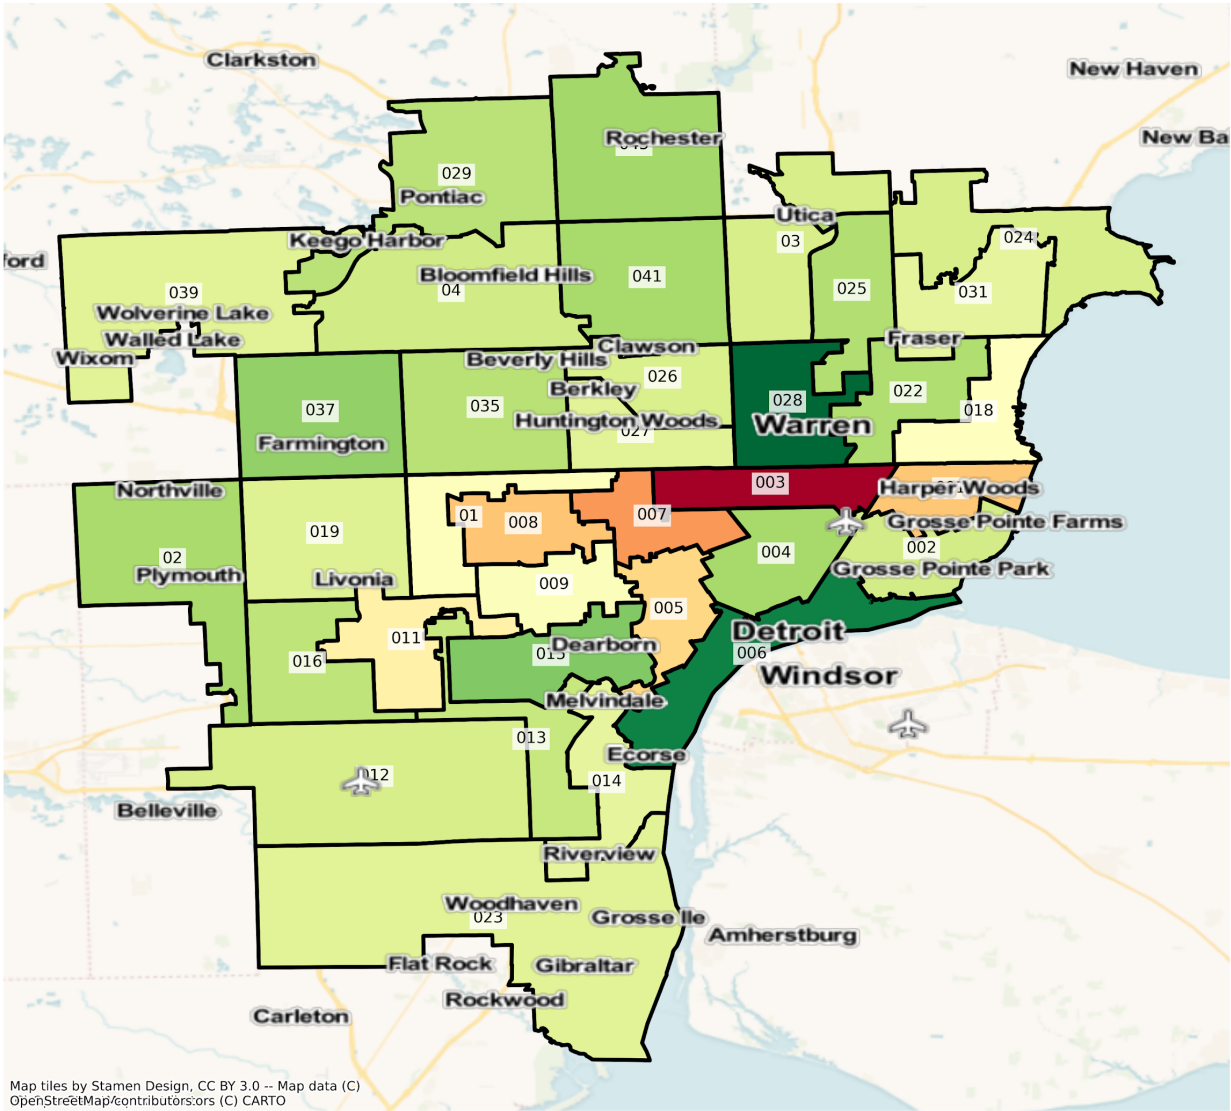 Clarkston
New Haven
New Ba
Rochester
029
Pontiac
Utica
Keego Harbor
03
024
ford
Bloomfield Hills
041
04
025
039
031
Wolverine Lake
Walled Lake
Fraser
Clawson
Wixom
Beverly Hills
026
Berkley
022
028
037
035
018
Huntington Woods
Warren
027
Farmington
003
Northville
Harper Woods
01
007
008
Grosse Pointe Farms
019
002
004
02
Grosse Pointe Park
Plymouth
Livonia
009
005
Detroit
011
Dearborn
006
016
Windsor
Melvindale
013
Ecorse
012
014
Belleville
Riverview
Woodhaven
023
Grosse Ile
Amherstburg
Flat Rock
Gibraltar
Rockwood
Carleton
Map tiles by Stamen Design, CC BY 3.0 -- Map data (C)
OpenStreetMap contributors
(C) CARTO